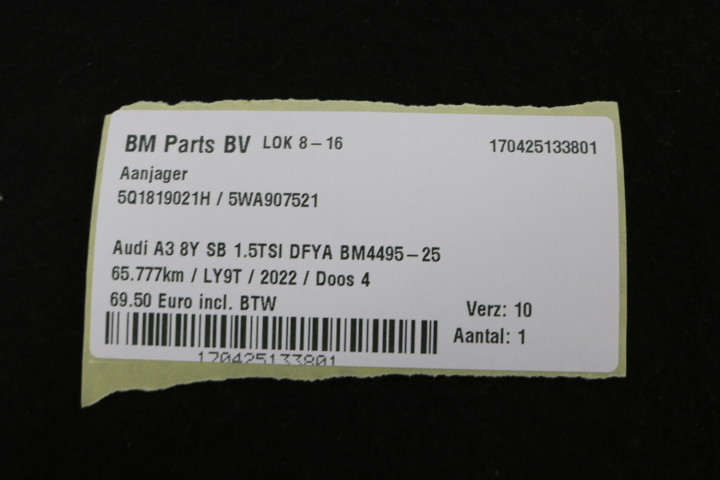 BM Parts BV LOK 8-16 170425133801
Aanjager
5Q1819021H / 5WA907521
Audi A3 8Y SB 1.5TSI DFYA BM4495-25
65.777km / LY9T / 2022 / Doos 4
69.50 Euro incl. BTW
Verz: 10
Aantal: 1
170425133801